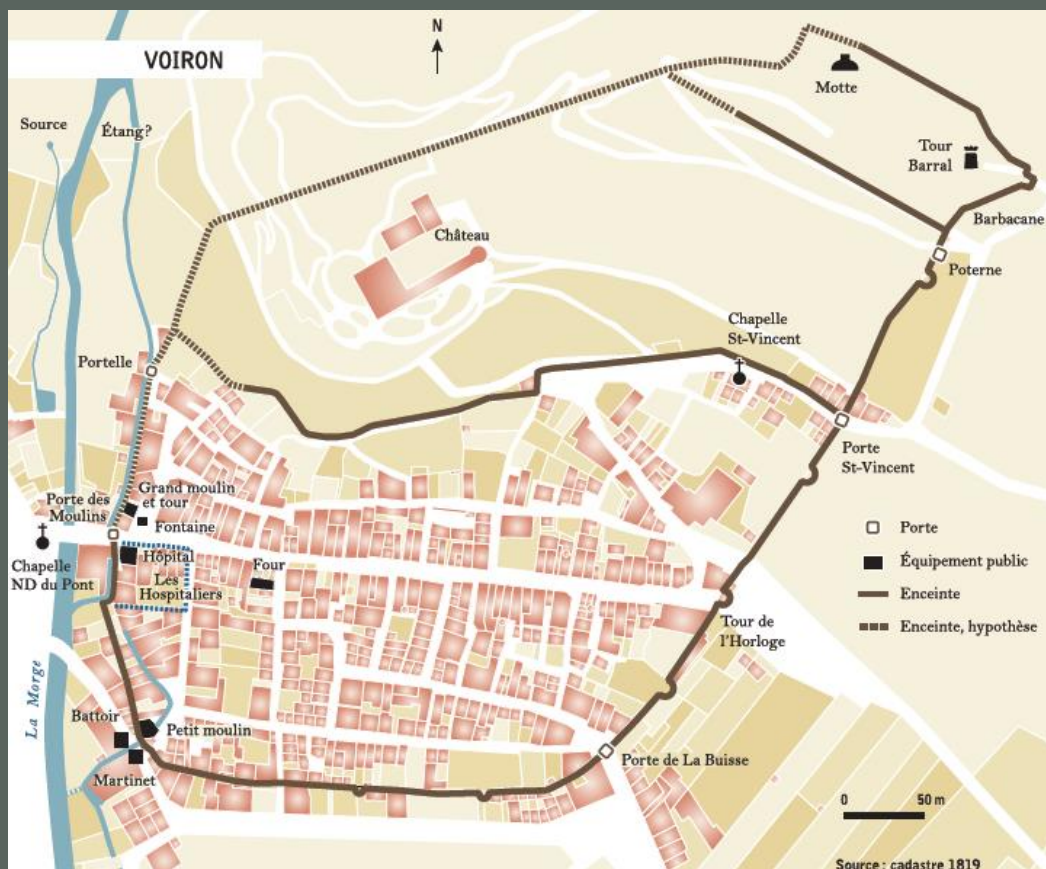 VOIRON
N
Source
Étang?
Motte
Tour
Barral
Barbacane
Château
Poterne
Chapelle
St-Vincent
Portelle
Porte
St-Vincent
Grand moulin
et tour
Porte des
Moulins
Fontaine
Hôpital
Four
Chapelle
ND du Pont
Les
Hospitaliers
Tour de
l'Horloge
Porte
Équipement public
Enceinte
Enceinte, hypothèse
La Morge
Battoir
Petit moulin
Martinet
Porte de La Buisse
0 50 m
Source : cadastre 1819